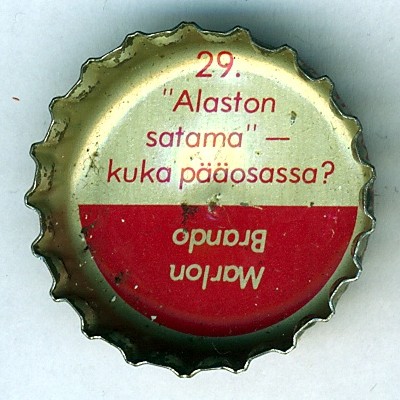 29.
"Alaston
satama" —
kuka pääosassa?
Marlon
Brando